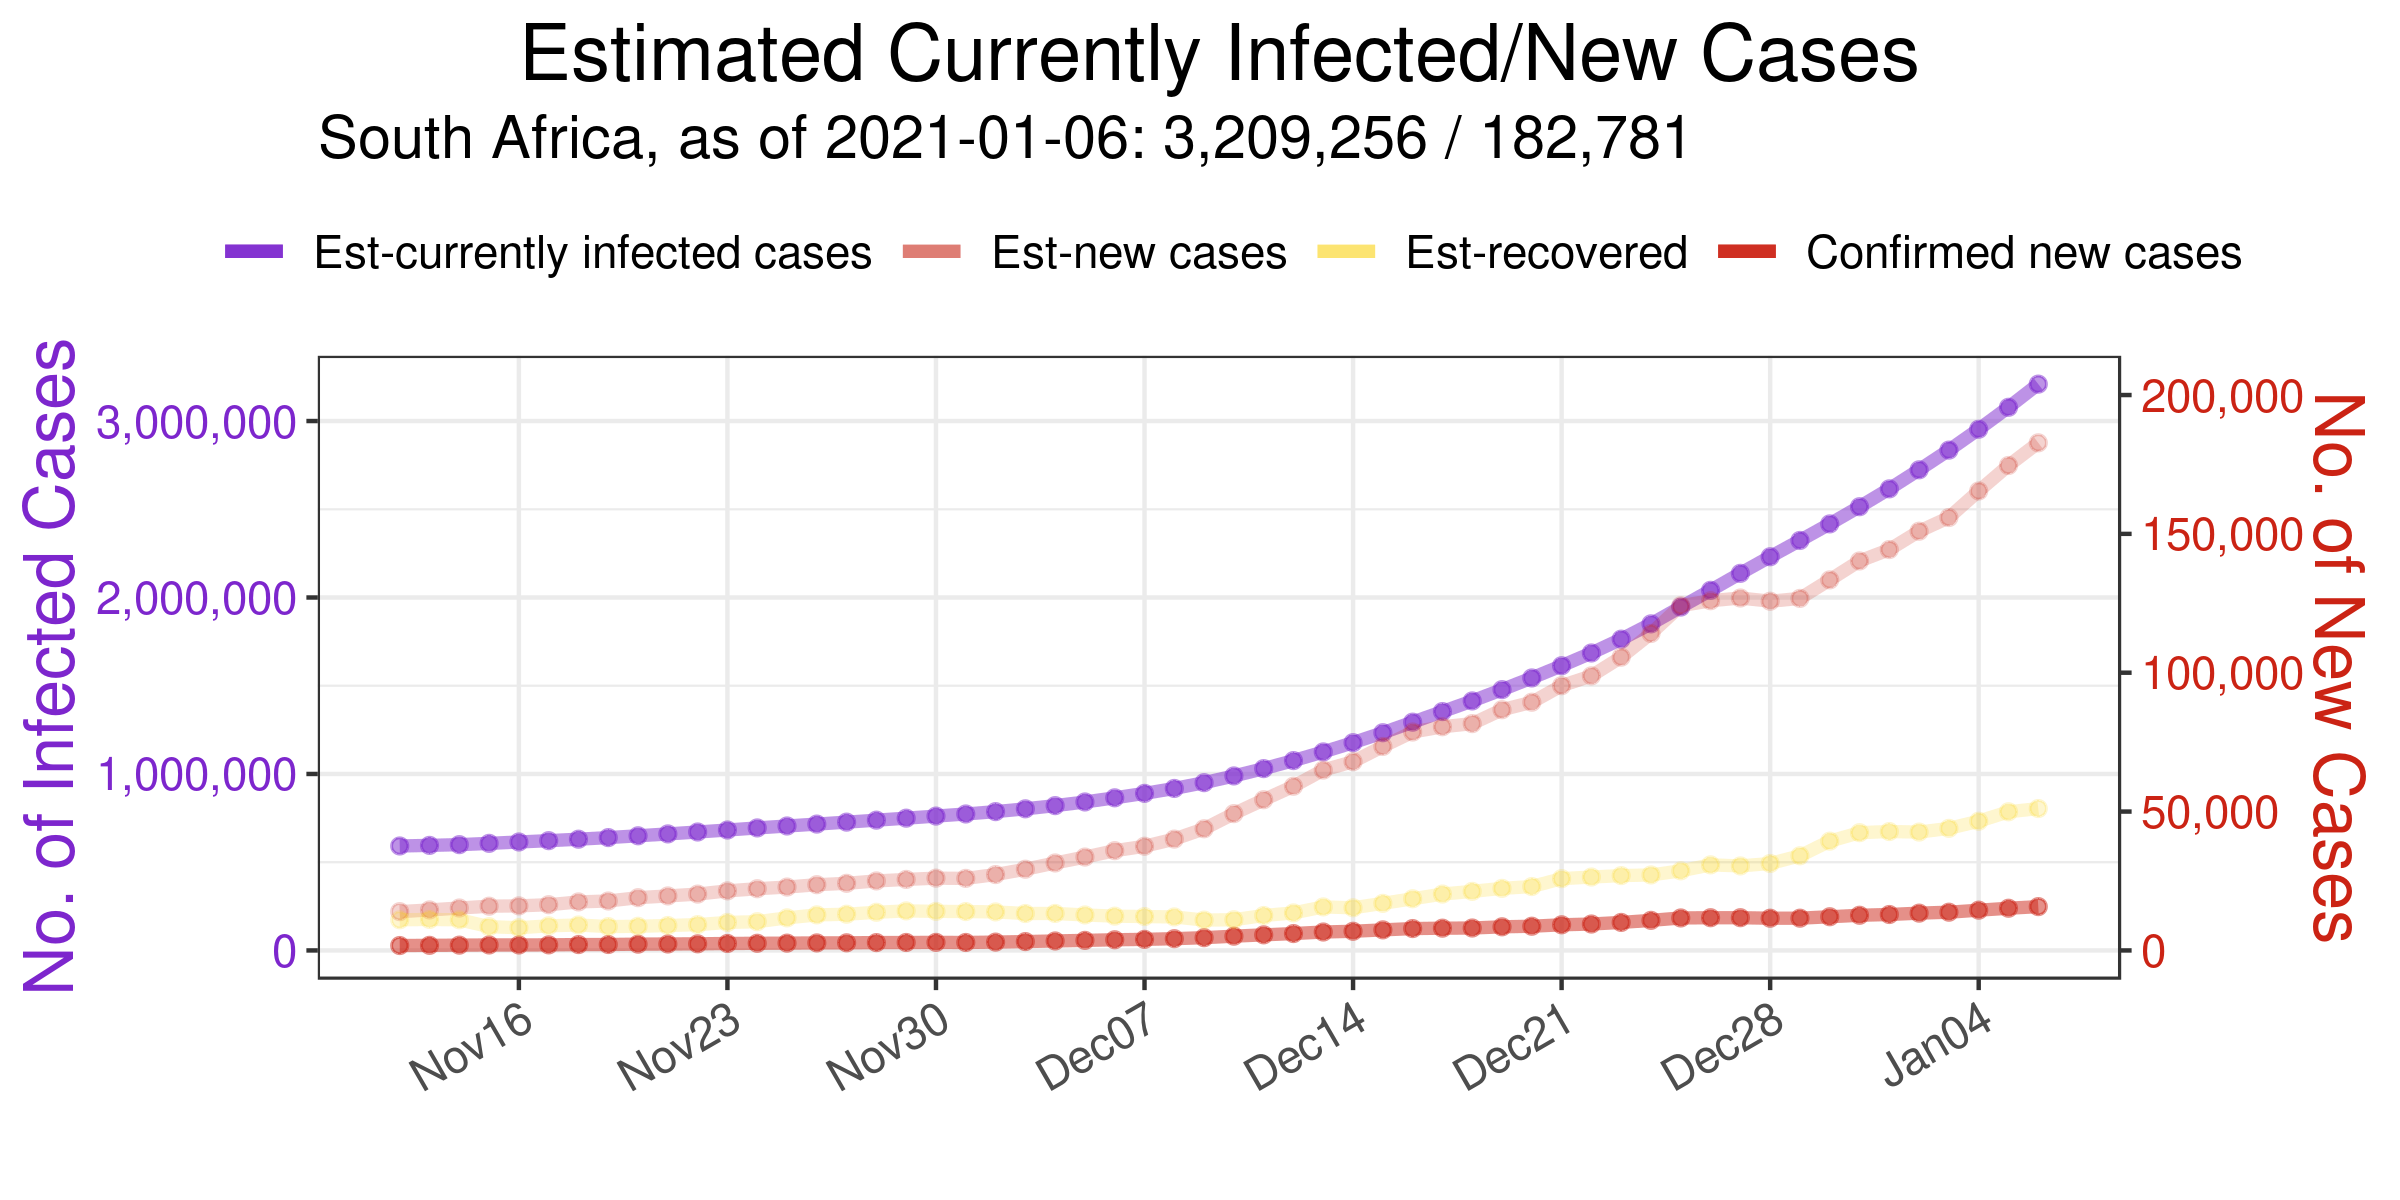 Estimated Currently Infected/New Cases
South Africa, as of 2021-01-06: 3,209,256 / 182,781
Est-currently infected cases Est-new cases Est-recovered Confirmed new cases
No. of Infected Cases
3,000,000
2,000,000
1,000,000
0
200,000
150,000
100,000
50,000
0
No. of New Cases
Nov16 Nov23 Nov30 Dec07 Dec14 Dec21 Dec28 Jan04